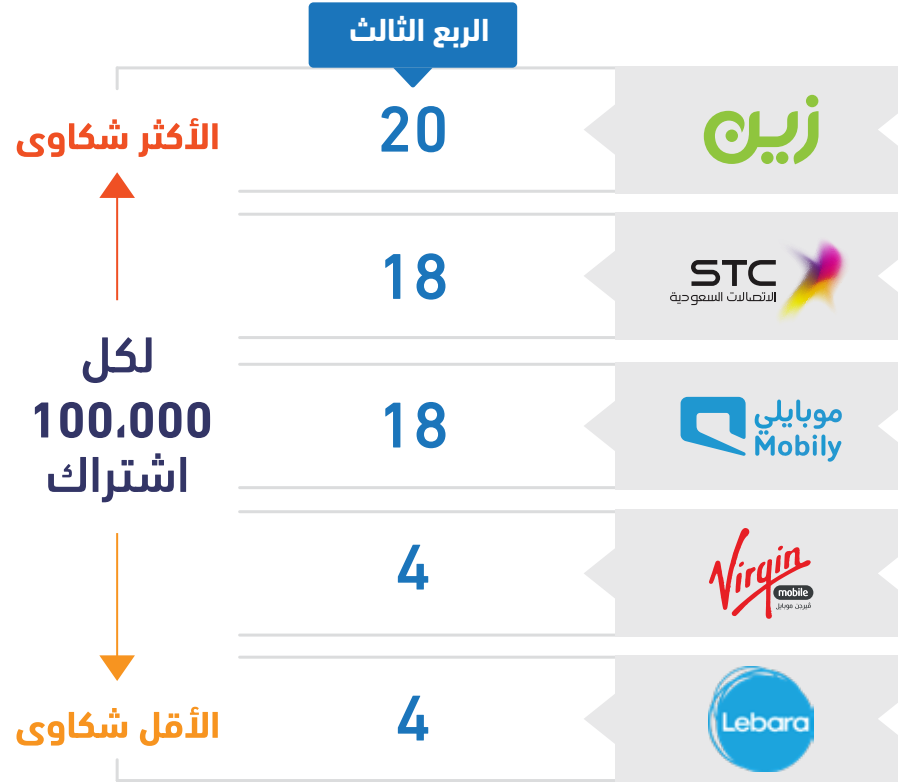 الربع الثالث
الأكثر شكاوى
لكل
100،000
اشتراك
الأقل شكاوى
زين
20
STC
الاتصالات السعودية
18
موبايلي
Mobily
18
Virgin
mobile
ڤيرجن موبايل
4
Lebara
4